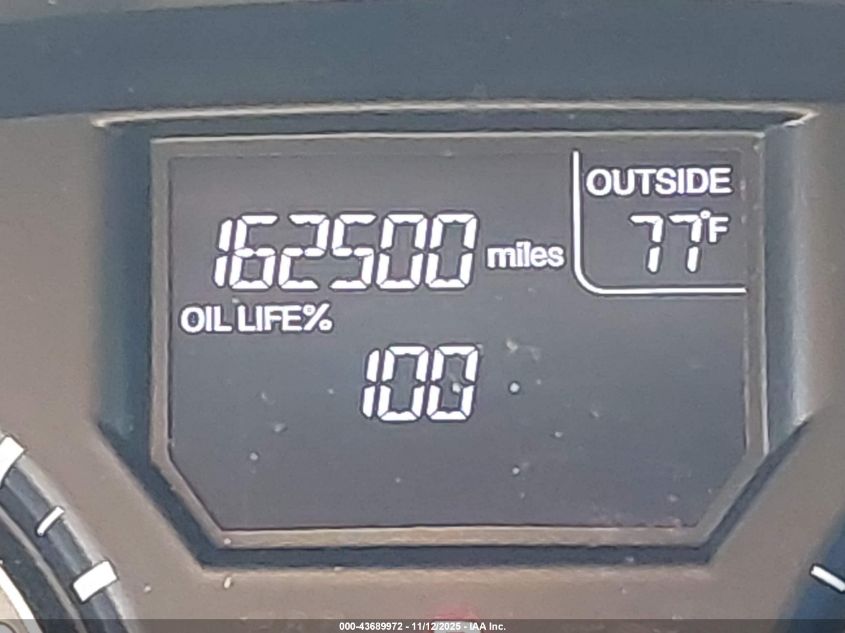 OUTSIDE
77°F
162500 miles
OIL LIFE%
100
000-43689972 - 11/12/2025 - IAA Inc.